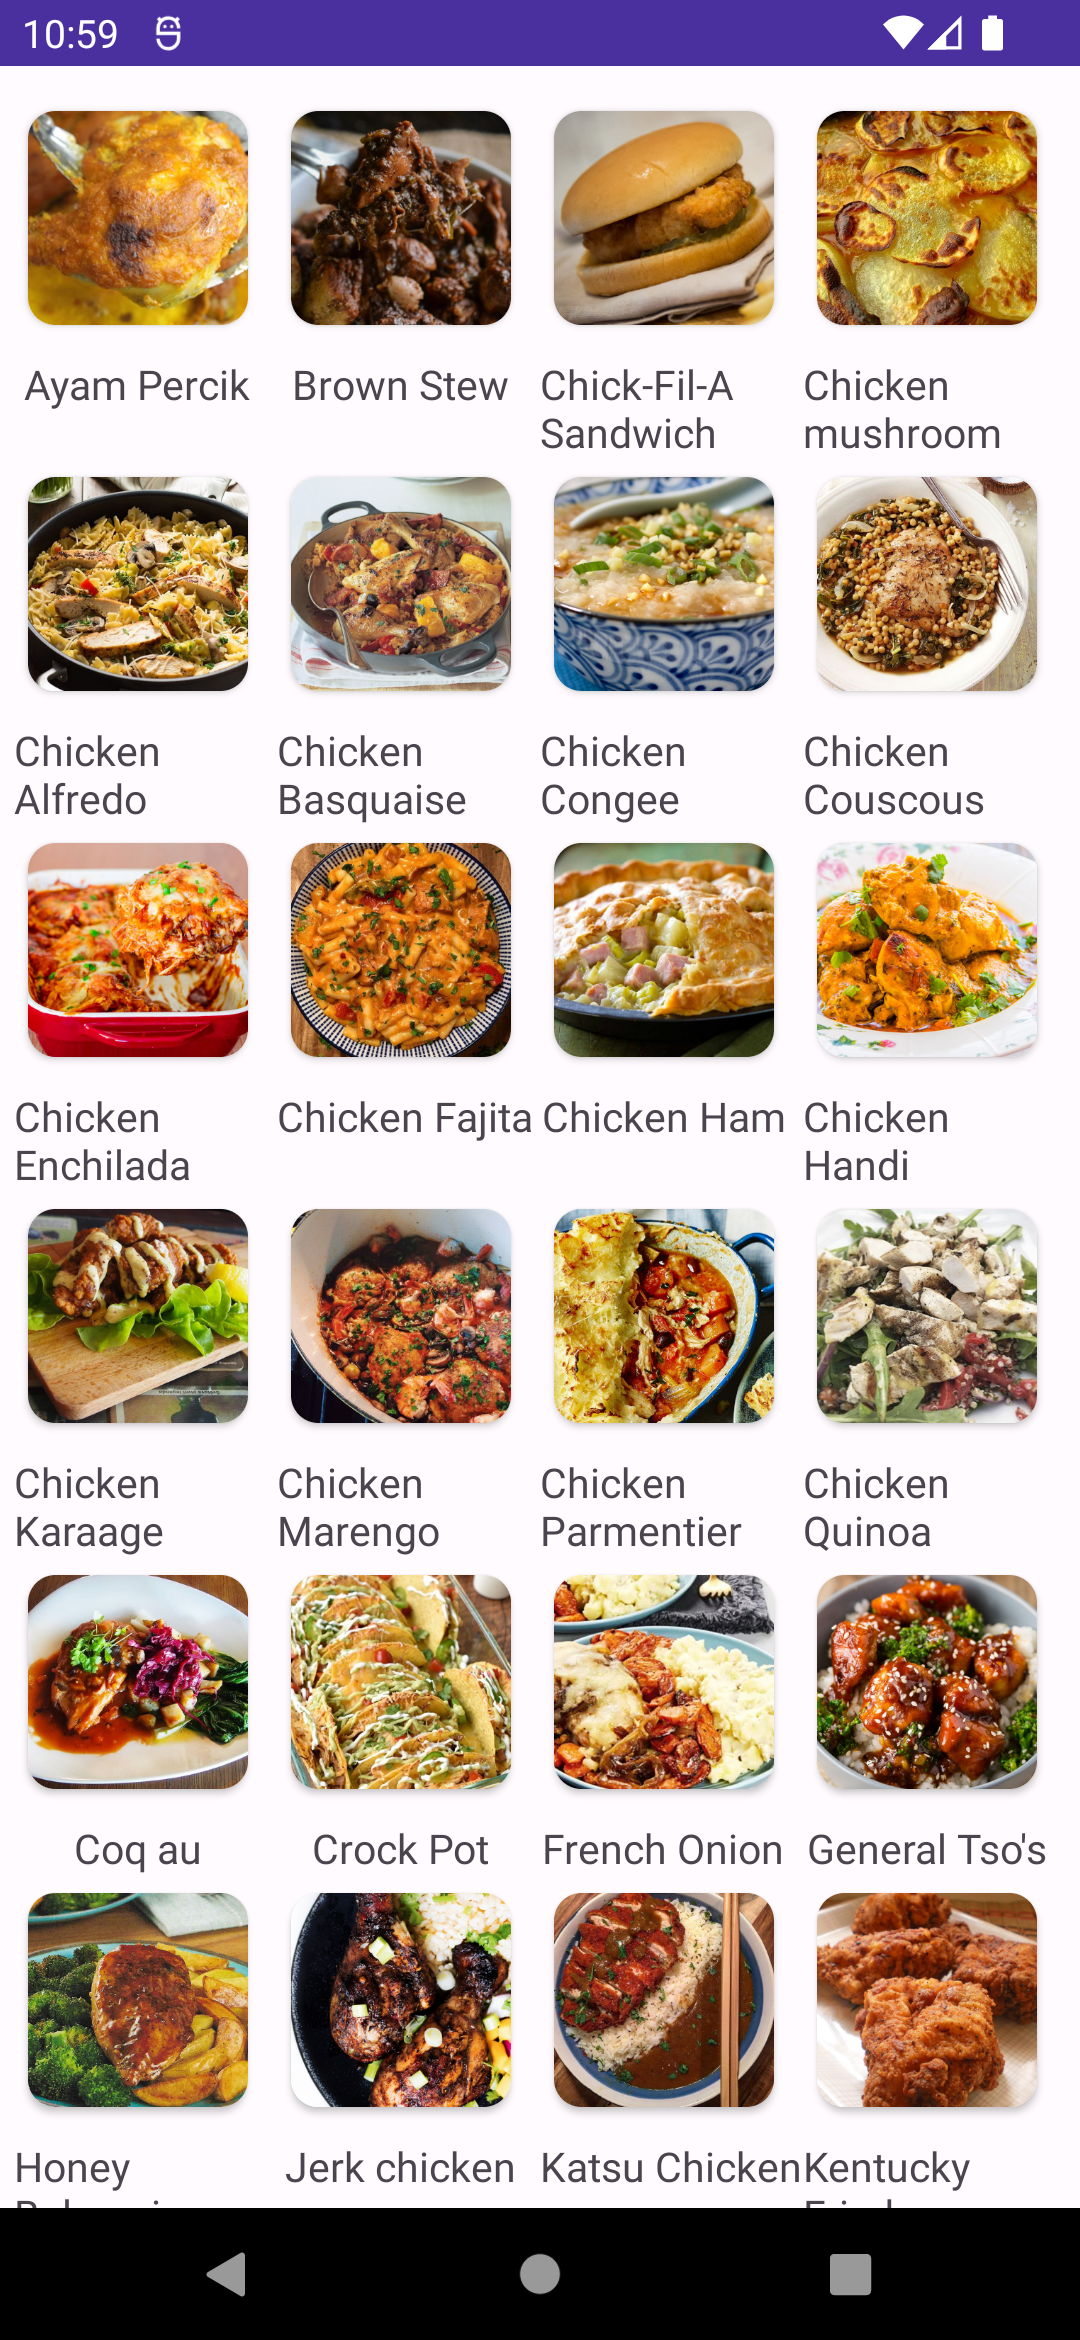 10:59
Ayam Percik
Brown Stew
Chick-Fil-A
Sandwich
Chicken
mushroom
Chicken
Alfredo
Chicken
Basquaise
Chicken
Congee
Chicken
Couscous
Chicken
Enchilada
Chicken Fajita
Chicken Ham
Chicken
Handi
Chicken
Karaage
Chicken
Marengo
Chicken
Parmentier
Chicken
Quinoa
Coq au
Crock Pot
French Onion
General Tso's
Honey
Jerk chicken
Katsu Chicken
Kentucky